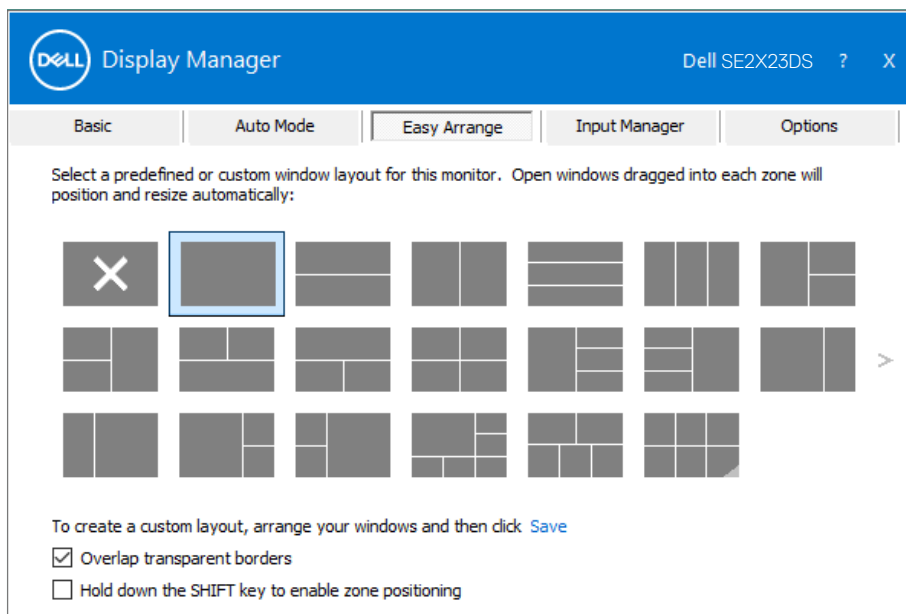 DELL Display Manager Dell SE2X23DS ? X
Basic Auto Mode Easy Arrange Input Manager Options
Select a predefined or custom window layout for this monitor. Open windows dragged into each zone will
position and resize automatically:
>
To create a custom layout, arrange your windows and then click Save
Overlap transparent borders
Hold down the SHIFT key to enable zone positioning